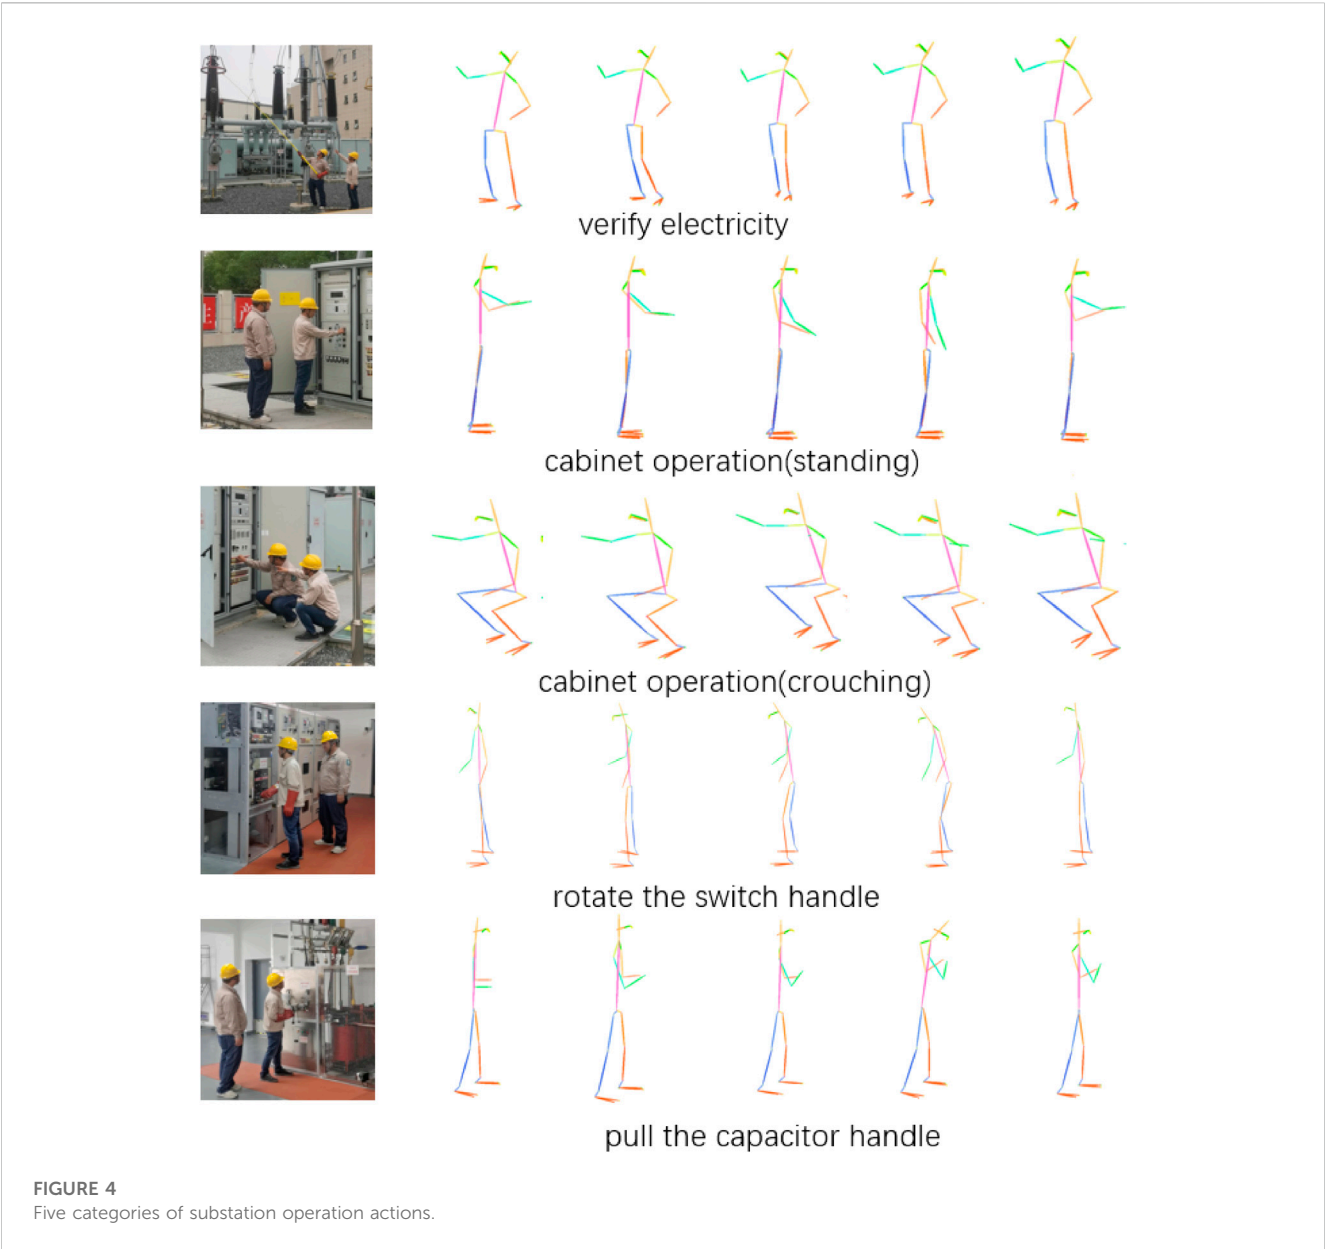 verify electricity
cabinet operation(standing)
cabinet operation(crouching)
rotate the switch handle
pull the capacitor handle
FIGURE 4
Five categories of substation operation actions.